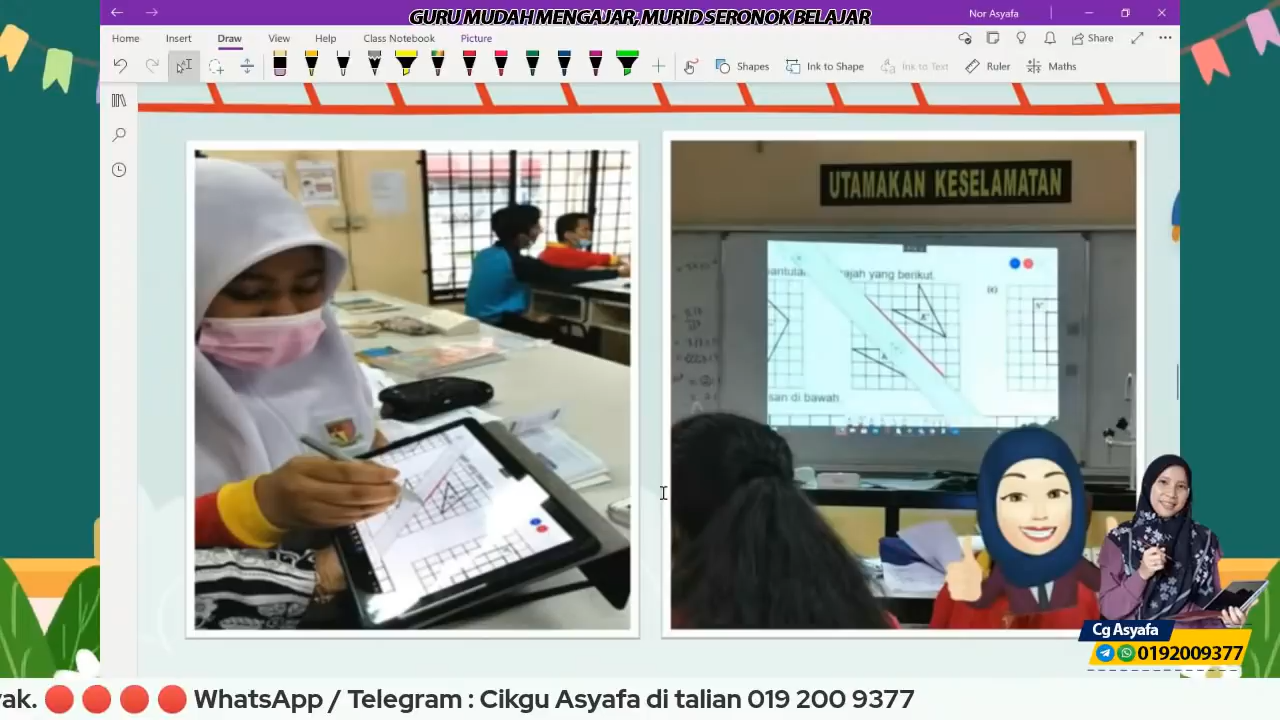 GURU MUDAH MENGAJAR, MURID SERONOK BELAJAR
Nor Asyafa
Home Insert Draw View Help Class Notebook Picture
Share
Shapes Ink to Shape Ink to Text Ruler Maths
UTAMAKAN KESELAMATAN
ajah yang berikut.
san di bawah.
Cg Asyafa
0192009377
yak. WhatsApp / Telegram : Cikgu Asyafa di talian 019 200 9377